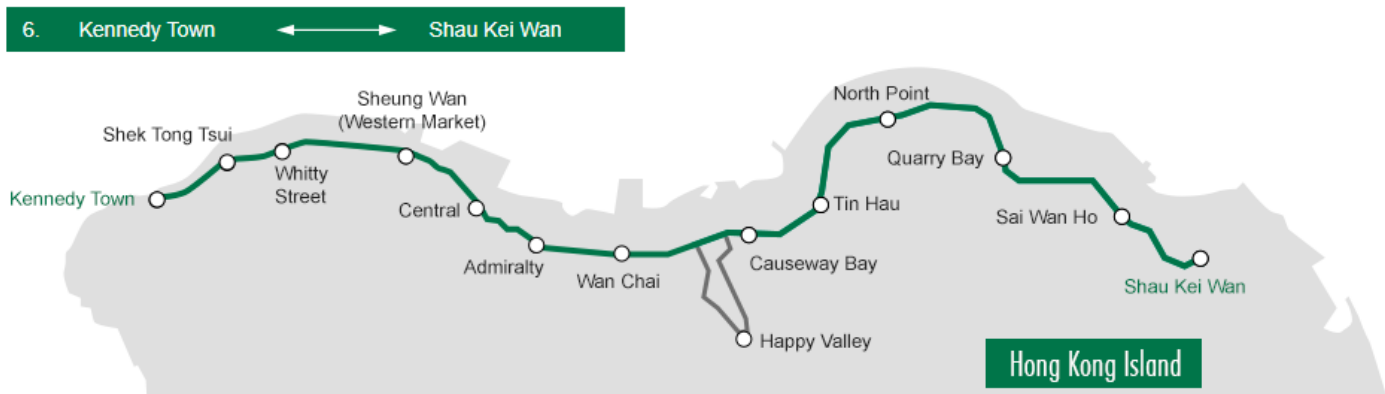 6. Kennedy Town Shau Kei Wan
Sheung Wan
(Western Market)
North Point
Shek Tong Tsui
Quarry Bay
Whitty
Street
Kennedy Town
Central
Tin Hau
Sai Wan Ho
Admiralty
Wan Chai
Causeway Bay
Shau Kei Wan
Happy Valley
Hong Kong Island